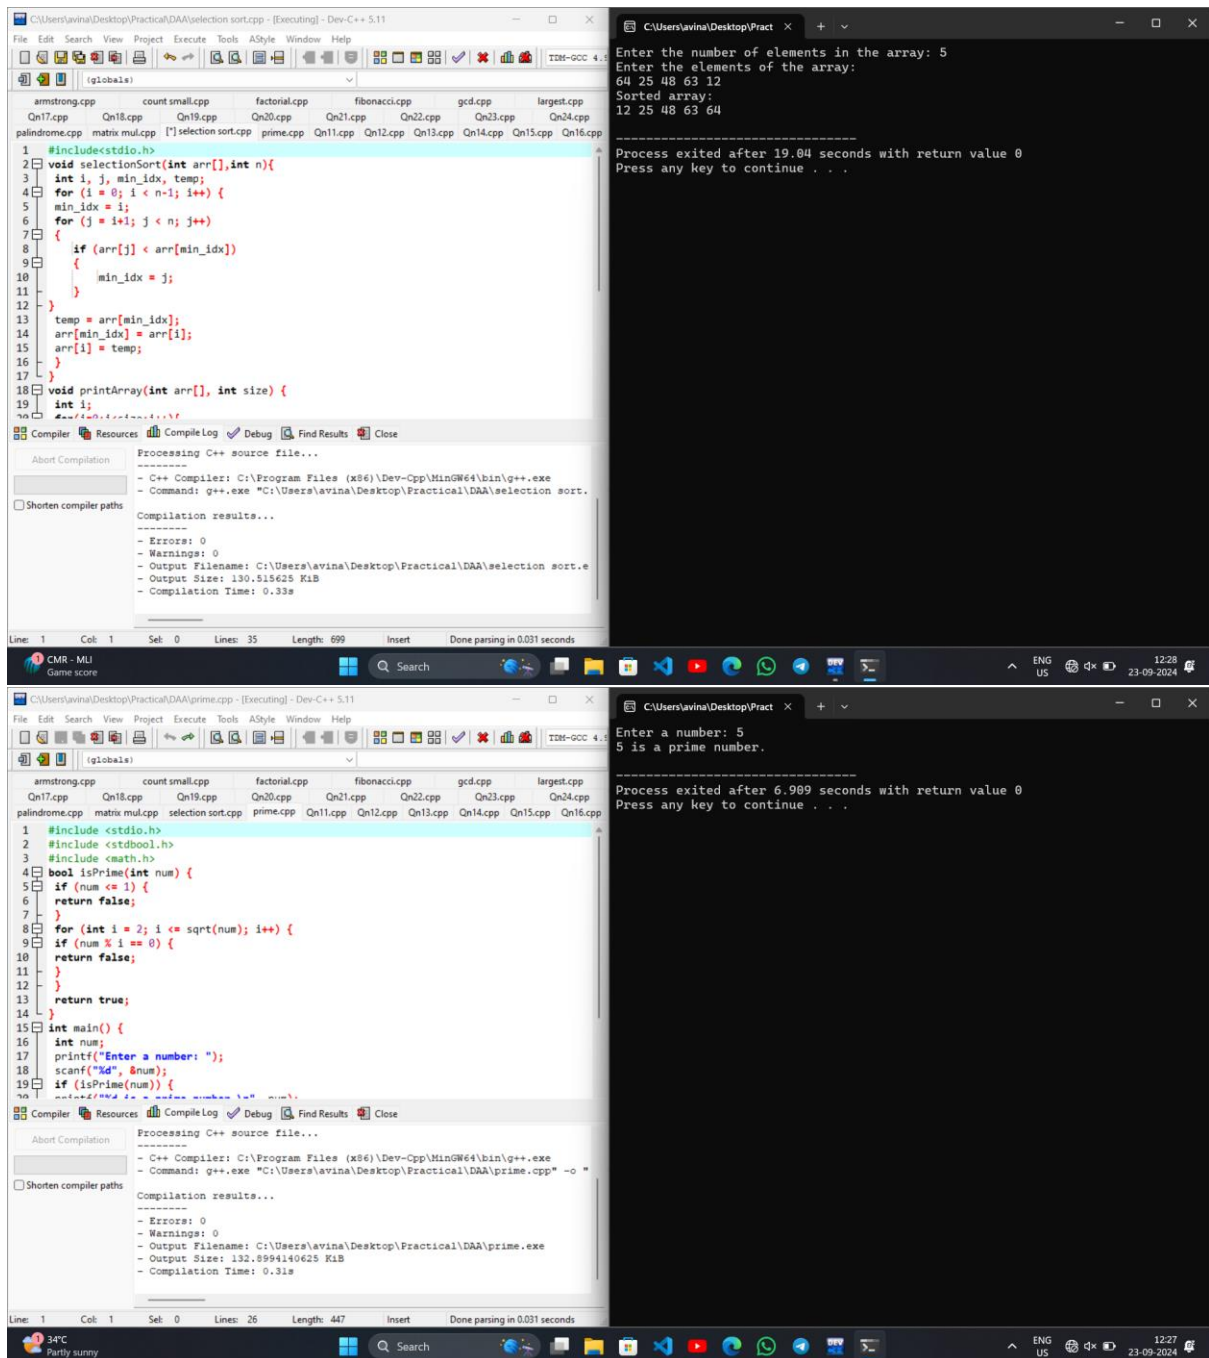 C:\Users\avina\Desktop\Practical\DAA\selection sort.cpp - [Executing] - Dev-C++ 5.11
File Edit Search View Project Execute Tools AStyle Window Help
TDM-GCC 4.9
(globals)
armstrong.cpp count small.cpp factorial.cpp fibonacci.cpp gcd.cpp largest.cpp
Qn17.cpp Qn18.cpp Qn19.cpp Qn20.cpp Qn21.cpp Qn22.cpp Qn23.cpp Qn24.cpp
palindrome.cpp matrix mul.cpp [*] selection sort.cpp prime.cpp Qn11.cpp Qn12.cpp Qn13.cpp Qn14.cpp Qn15.cpp Qn16.cpp
1 #include<stdio.h>
2 void selectionSort(int arr[],int n){
3 int i, j, min_idx, temp;
4 for (i = 0; i < n-1; i++) {
5 min_idx = i;
6 for (j = i+1; j < n; j++)
7 {
8 if (arr[j] < arr[min_idx])
9 {
10 min_idx = j;
11 }
12 }
13 temp = arr[min_idx];
14 arr[min_idx] = arr[i];
15 arr[i] = temp;
16 }
17 }
18 void printArray(int arr[], int size) {
19 int i;
20 for(i=0;i<size;i++){
Compiler Resources Compile Log Debug Find Results Close
Abort Compilation
Shorten compiler paths
Processing C++ source file...
--------
- C++ Compiler: C:\Program Files (x86)\Dev-Cpp\MinGW64\bin\g++.exe
- Command: g++.exe "C:\Users\avina\Desktop\Practical\DAA\selection sort.
Compilation results...
--------
- Errors: 0
- Warnings: 0
- Output Filename: C:\Users\avina\Desktop\Practical\DAA\selection sort.e
- Output Size: 130.515625 KiB
- Compilation Time: 0.33s
Line: 1 Col: 1 Sel: 0 Lines: 35 Length: 699 Insert Done parsing in 0.031 seconds
C:\Users\avina\Desktop\Pract
Enter the number of elements in the array: 5
Enter the elements of the array:
64 25 48 63 12
Sorted array:
12 25 48 63 64
--------------------------------
Process exited after 19.04 seconds with return value 0
Press any key to continue . . .
1
CMR - MLI
Game score
Search
DEV
ENG
US
12:28
23-09-2024
C:\Users\avina\Desktop\Practical\DAA\prime.cpp - [Executing] - Dev-C++ 5.11
File Edit Search View Project Execute Tools AStyle Window Help
TDM-GCC 4.9
(globals)
armstrong.cpp count small.cpp factorial.cpp fibonacci.cpp gcd.cpp largest.cpp
Qn17.cpp Qn18.cpp Qn19.cpp Qn20.cpp Qn21.cpp Qn22.cpp Qn23.cpp Qn24.cpp
palindrome.cpp matrix mul.cpp selection sort.cpp prime.cpp Qn11.cpp Qn12.cpp Qn13.cpp Qn14.cpp Qn15.cpp Qn16.cpp
1 #include <stdio.h>
2 #include <stdbool.h>
3 #include <math.h>
4 bool isPrime(int num) {
5 if (num <= 1) {
6 return false;
7 }
8 for (int i = 2; i <= sqrt(num); i++) {
9 if (num % i == 0) {
10 return false;
11 }
12 }
13 return true;
14 }
15 int main() {
16 int num;
17 printf("Enter a number: ");
18 scanf("%d", &num);
19 if (isPrime(num)) {
20 printf("%d is a prime number.\n", num);
Compiler Resources Compile Log Debug Find Results Close
Abort Compilation
Shorten compiler paths
Processing C++ source file...
--------
- C++ Compiler: C:\Program Files (x86)\Dev-Cpp\MinGW64\bin\g++.exe
- Command: g++.exe "C:\Users\avina\Desktop\Practical\DAA\prime.cpp" -o "
Compilation results...
--------
- Errors: 0
- Warnings: 0
- Output Filename: C:\Users\avina\Desktop\Practical\DAA\prime.exe
- Output Size: 132.8994140625 KiB
- Compilation Time: 0.31s
Line: 1 Col: 1 Sel: 0 Lines: 26 Length: 447 Insert Done parsing in 0.031 seconds
C:\Users\avina\Desktop\Pract
Enter a number: 5
5 is a prime number.
--------------------------------
Process exited after 6.909 seconds with return value 0
Press any key to continue . . .
1
34°C
Partly sunny
Search
DEV
ENG
US
12:27
23-09-2024